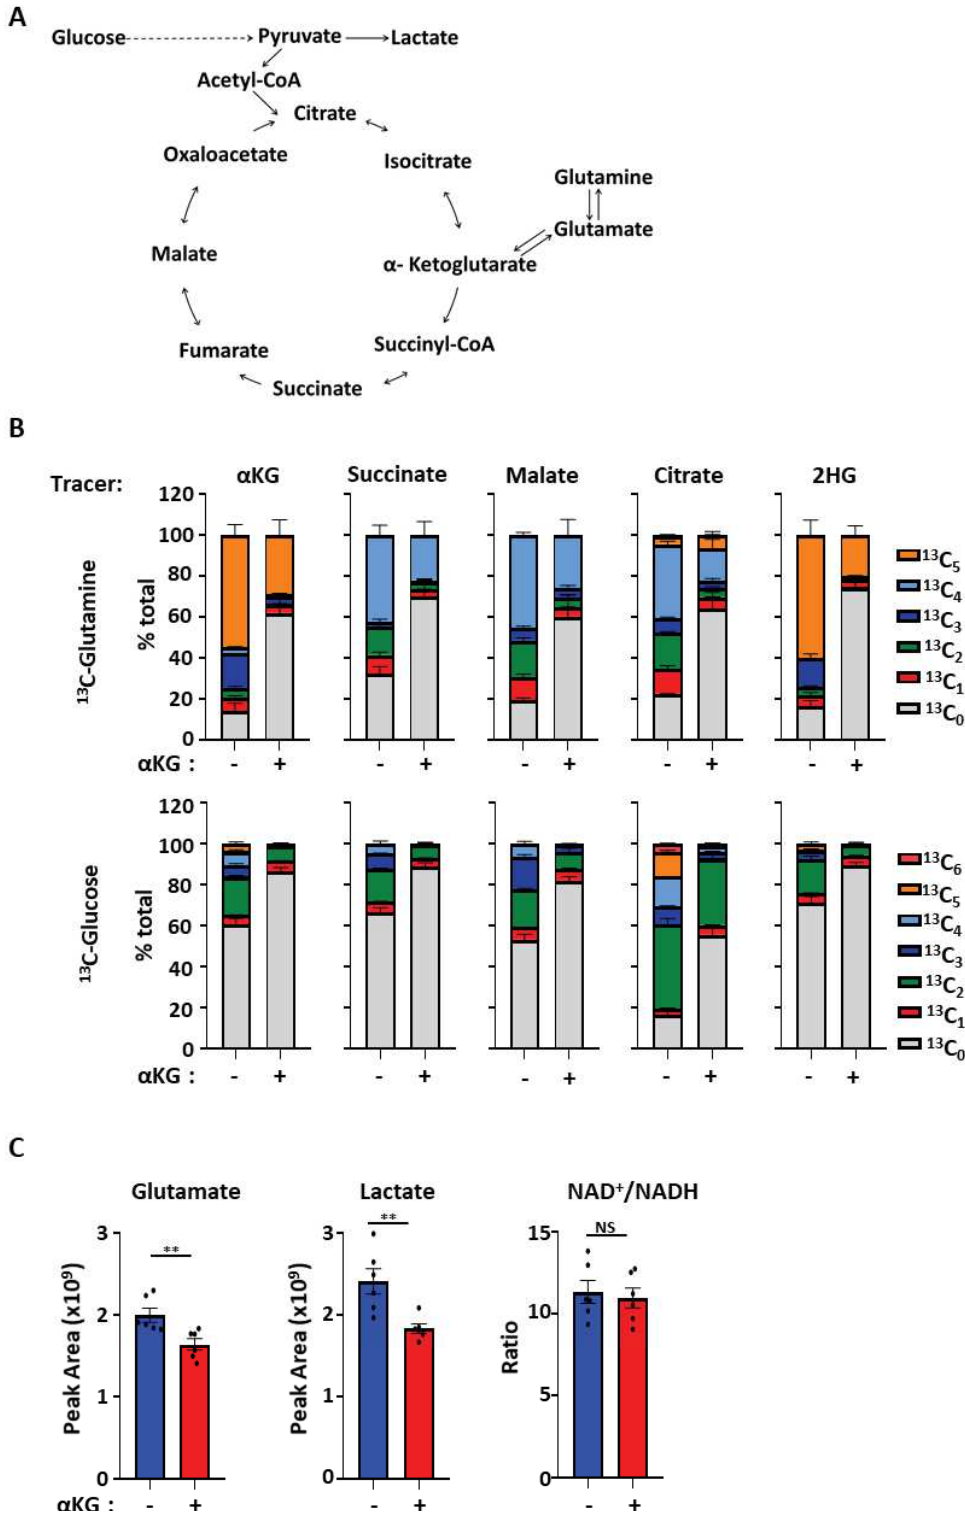 A
Glucose Pyruvate Lactate
Acetyl-CoA
Citrate
Oxaloacetate Isocitrate
Glutamine
Glutamate
Malate α- Ketoglutarate
Fumarate Succinyl-CoA
Succinate
B
Tracer: αKG Succinate Malate Citrate 2HG
¹³C-Glutamine
% total
120
100
80
60
40
20
0
¹³C₅
¹³C₄
¹³C₃
¹³C₂
¹³C₁
¹³C₀
αKG : - + - + - + - + - +
¹³C-Glucose
% total
120
100
80
60
40
20
0
¹³C₆
¹³C₅
¹³C₄
¹³C₃
¹³C₂
¹³C₁
¹³C₀
αKG : - + - + - + - + - +
C
Glutamate Lactate NAD⁺/NADH
Peak Area (x10⁹)
3
2
1
0
**
Peak Area (x10⁹)
3
2
1
0
**
Ratio
15
10
5
0
NS
αKG : - + - + - +